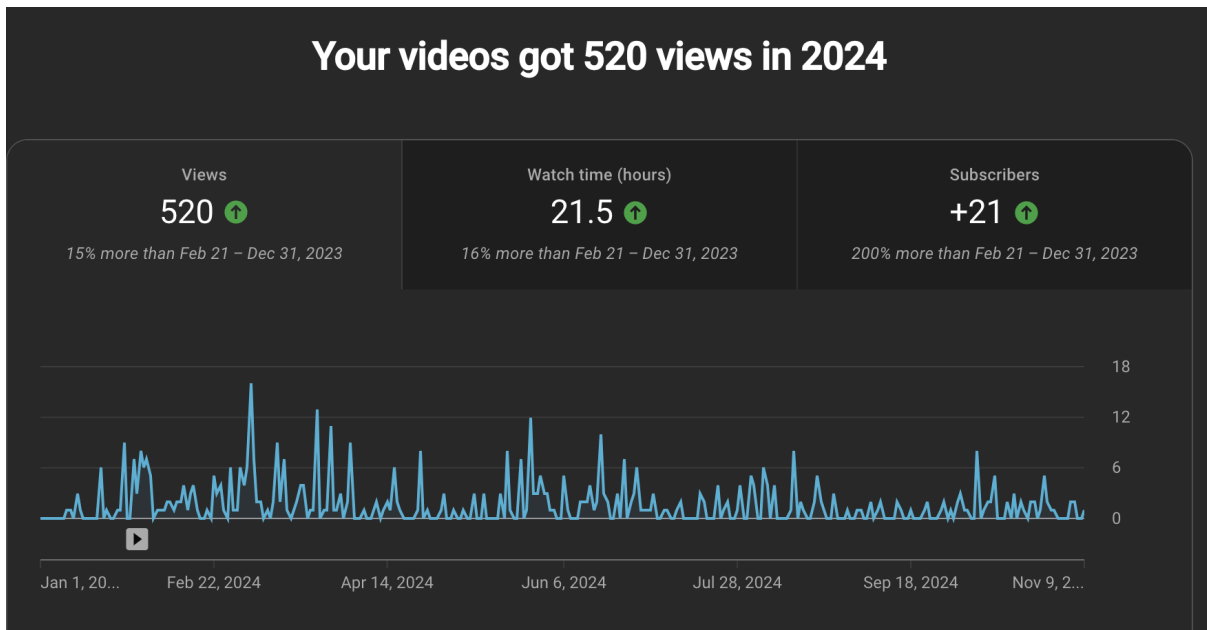 Your videos got 520 views in 2024
Views
520
15% more than Feb 21 – Dec 31, 2023
Watch time (hours)
21.5
16% more than Feb 21 – Dec 31, 2023
Subscribers
+21
200% more than Feb 21 – Dec 31, 2023
18
12
6
0
Jan 1, 20... Feb 22, 2024 Apr 14, 2024 Jun 6, 2024 Jul 28, 2024 Sep 18, 2024 Nov 9, 2...